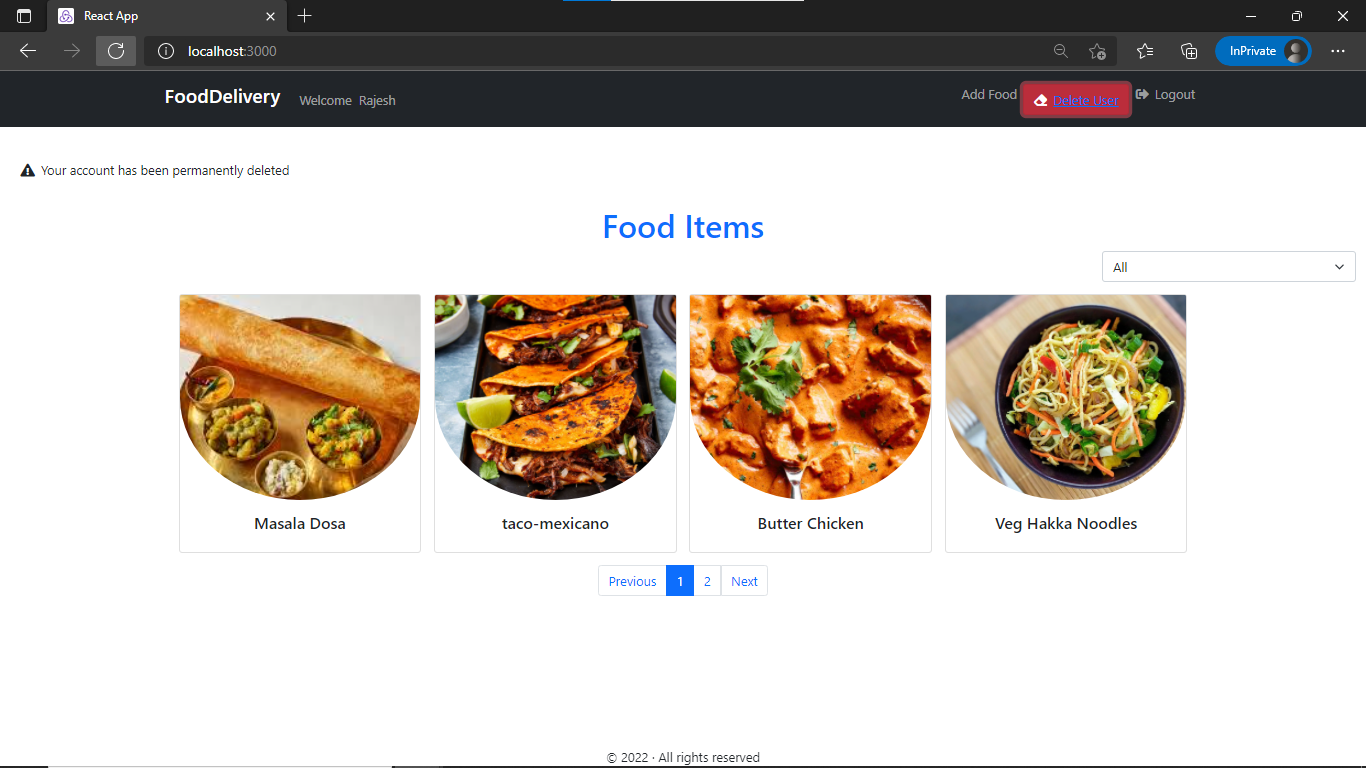 React App
localhost:3000
InPrivate
FoodDelivery Welcome Rajesh Add Food Delete User Logout
Your account has been permanently deleted
Food Items
All
Masala Dosa taco-mexicano Butter Chicken Veg Hakka Noodles
Previous 1 2 Next
© 2022 · All rights reserved